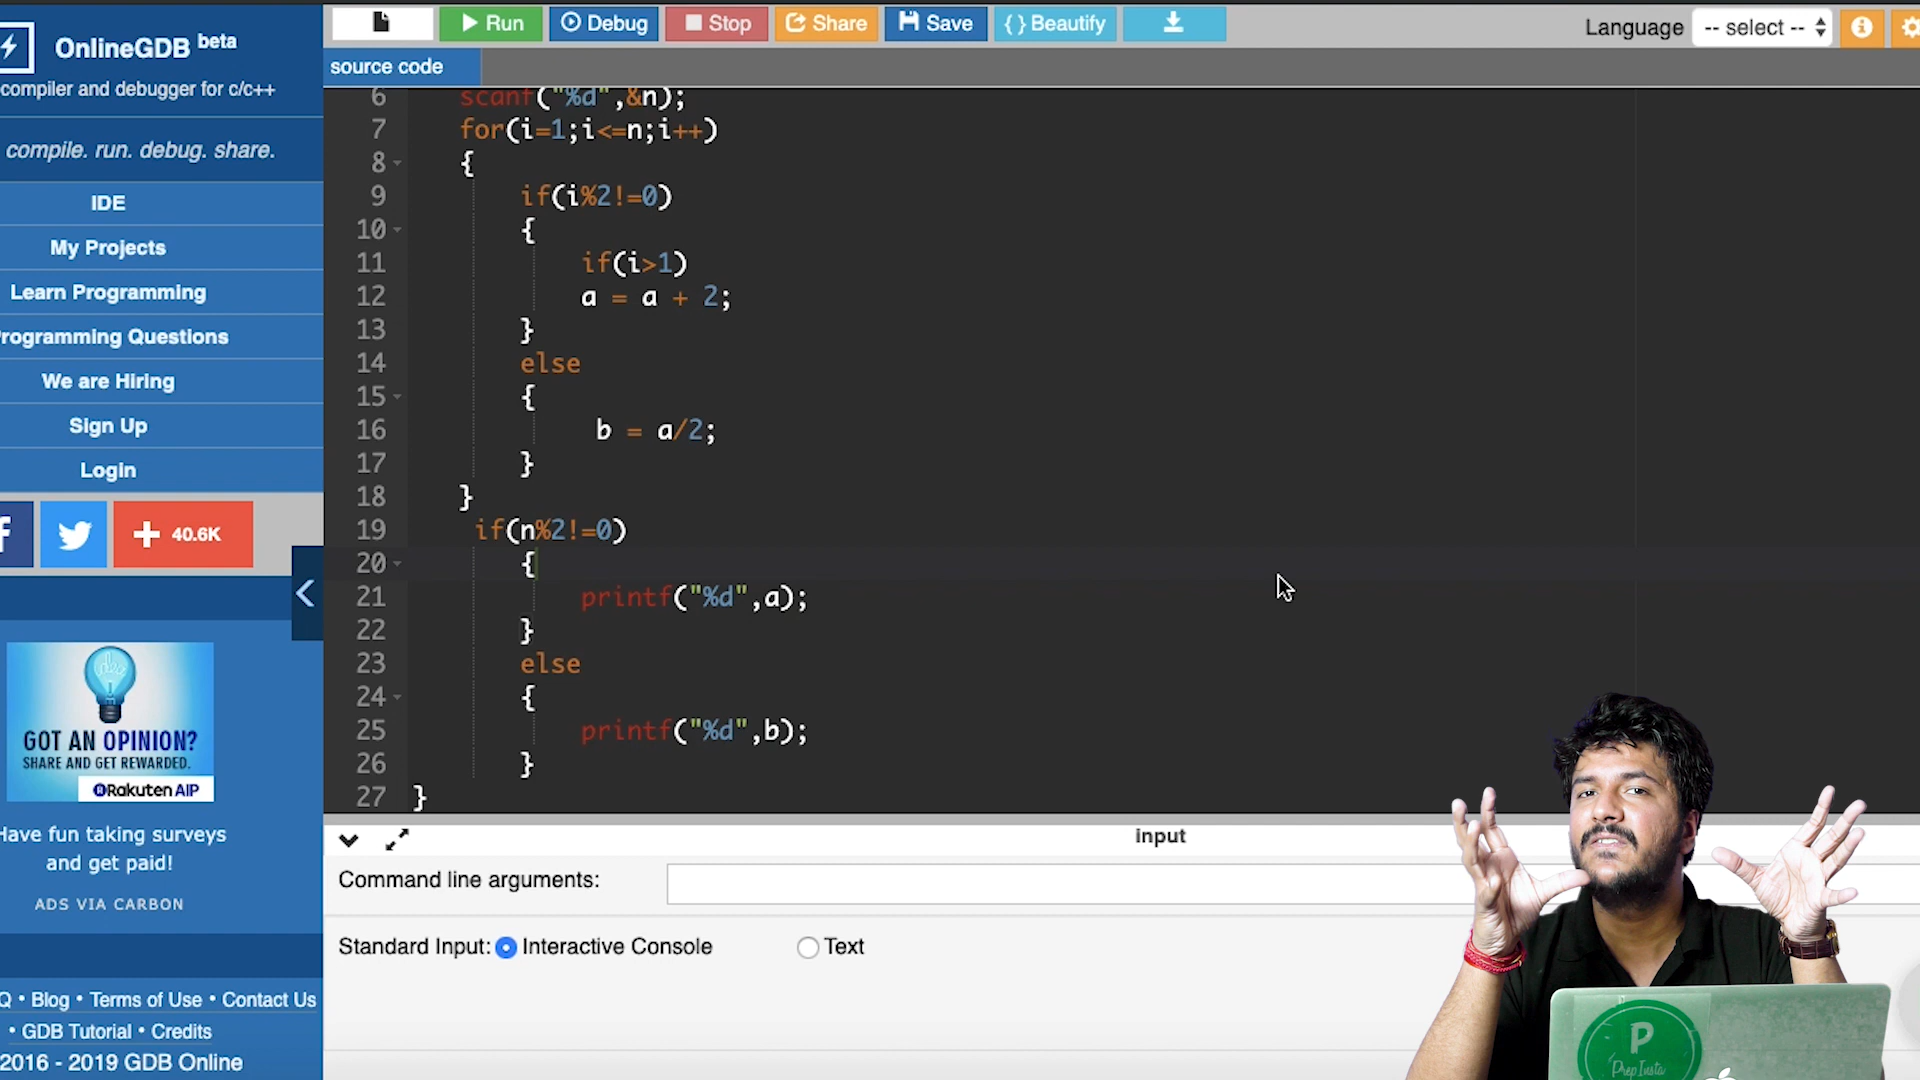 Run Debug Stop Share Save { } Beautify
Language -- select --
OnlineGDB beta
compiler and debugger for c/c++
compile. run. debug. share.
IDE
My Projects
Learn Programming
rogramming Questions
We are Hiring
Sign Up
Login
40.6K
GOT AN OPINION?
SHARE AND GET REWARDED.
Rakuten AIP
Have fun taking surveys
and get paid!
ADS VIA CARBON
Q • Blog • Terms of Use • Contact Us
• GDB Tutorial • Credits
2016 - 2019 GDB Online
source code
6 scanf("%d",&n);
7 for(i=1;i<=n;i++)
8 {
9 if(i%2!=0)
10 {
11 if(i>1)
12 a = a + 2;
13 }
14 else
15 {
16 b = a/2;
17 }
18 }
19 if(n%2!=0)
20 {
21 printf("%d",a);
22 }
23 else
24 {
25 printf("%d",b);
26 }
27 }
input
Command line arguments:
Standard Input: Interactive Console Text
P
PrepInsta